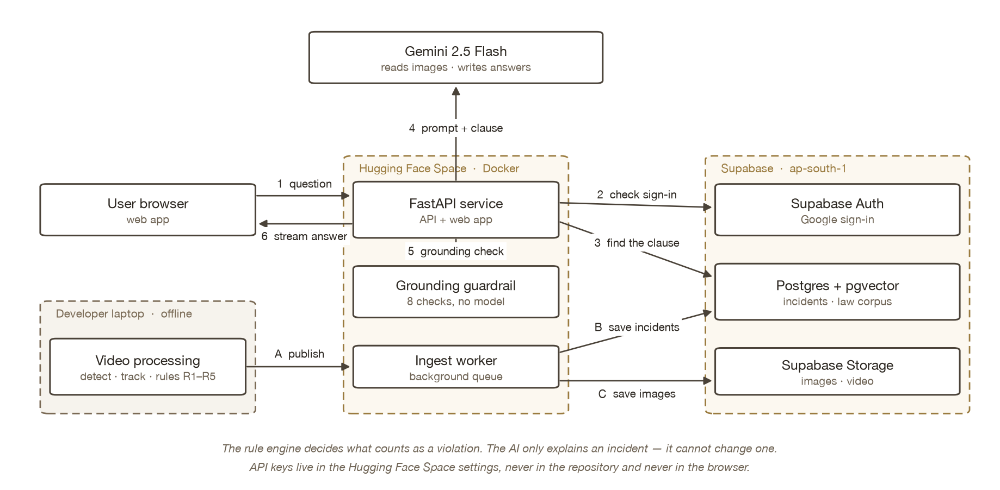 Gemini 2.5 Flash
reads images · writes answers
4 prompt + clause
Hugging Face Space · Docker
Supabase · ap-south-1
1 question
User browser
web app
FastAPI service
API + web app
2 check sign-in
Supabase Auth
Google sign-in
6 stream answer
5 grounding check
3 find the clause
Grounding guardrail
8 checks, no model
Postgres + pgvector
incidents · law corpus
Developer laptop · offline
B save incidents
Video processing
detect · track · rules R1–R5
A publish
Ingest worker
background queue
Supabase Storage
images · video
C save images
The rule engine decides what counts as a violation. The AI only explains an incident — it cannot change one.
API keys live in the Hugging Face Space settings, never in the repository and never in the browser.